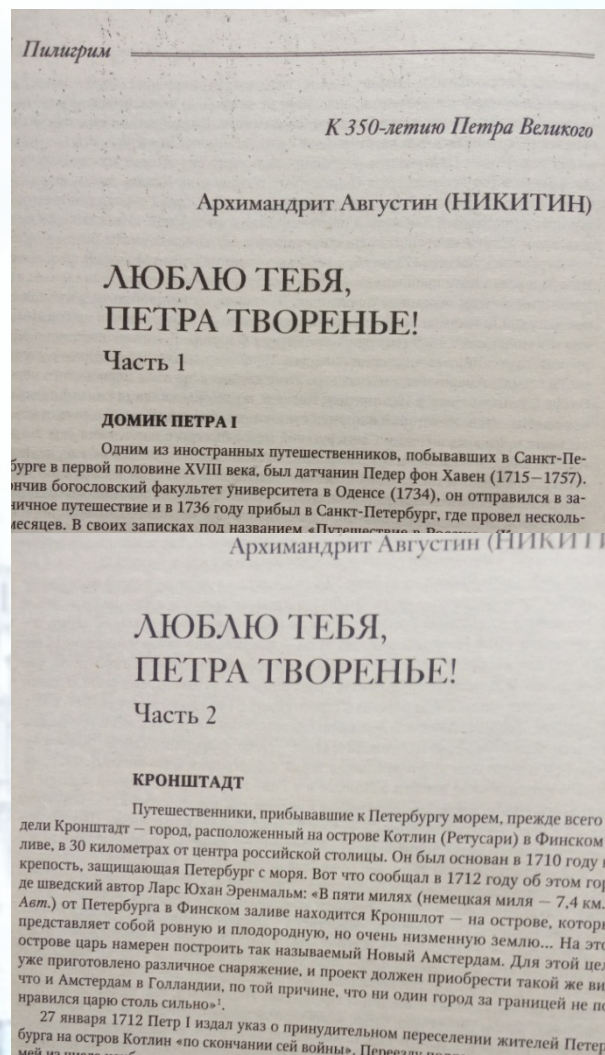 Пилигрим
К 350-летию Петра Великого
Архимандрит Августин (НИКИТИН)
ЛЮБЛЮ ТЕБЯ,
ПЕТРА ТВОРЕНЬЕ!
Часть 1
ДОМИК ПЕТРА I
Одним из иностранных путешественников, побывавших в Санкт-Пе-
бурге в первой половине XVIII века, был датчанин Педер фон Хавен (1715—1757).
ончив богословский факультет университета в Оденсе (1734), он отправился в за-
ничное путешествие и в 1736 году прибыл в Санкт-Петербург, где провел несколь-
месяцев. В своих записках под названием «Путешествие в
Архимандрит Августин (НИКИТИ
ЛЮБЛЮ ТЕБЯ,
ПЕТРА ТВОРЕНЬЕ!
Часть 2
КРОНШТАДТ
Путешественники, прибывавшие к Петербургу морем, прежде всего
дели Кронштадт — город, расположенный на острове Котлин (Ретусари) в Финском
ливе, в 30 километрах от центра российской столицы. Он был основан в 1710 году
крепость, защищающая Петербург с моря. Вот что сообщал в 1712 году об этом гор
де шведский автор Ларс Юхан Эренмальм: «В пяти милях (немецкая миля — 7,4 км.
Авт.) от Петербурга в Финском заливе находится Кроншлот — на острове, которы
представляет собой ровную и плодородную, но очень низменную землю... На это
острове царь намерен построить так называемый Новый Амстердам. Для этой цел
уже приготовлено различное снаряжение, и проект должен приобрести такой же ви
что и Амстердам в Голландии, по той причине, что ни один город за границей не по
нравился царю столь сильно»¹.
27 января 1712 Петр I издал указ о принудительном переселении жителей Петер
бурга на остров Котлин «по скончании сей войны».